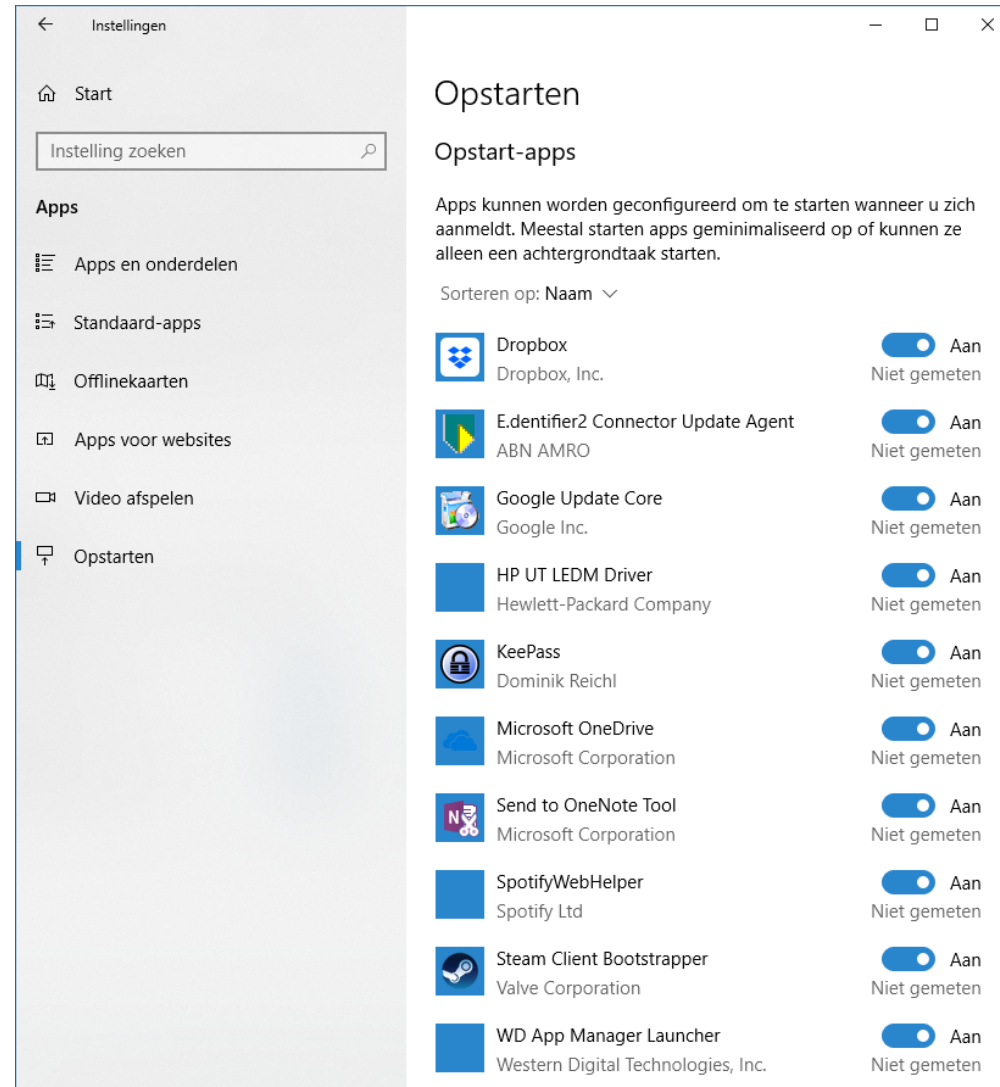 Instellingen
Start
Instelling zoeken
Apps
Apps en onderdelen
Standaard-apps
Offlinekaarten
Apps voor websites
Video afspelen
Opstarten
Opstarten
Opstart-apps
Apps kunnen worden geconfigureerd om te starten wanneer u zich
aanmeldt. Meestal starten apps geminimaliseerd op of kunnen ze
alleen een achtergrondtaak starten.
Sorteren op: Naam
Dropbox Aan
Dropbox, Inc. Niet gemeten
E.dentifier2 Connector Update Agent Aan
ABN AMRO Niet gemeten
Google Update Core Aan
Google Inc. Niet gemeten
HP UT LEDM Driver Aan
Hewlett-Packard Company Niet gemeten
KeePass Aan
Dominik Reichl Niet gemeten
Microsoft OneDrive Aan
Microsoft Corporation Niet gemeten
N
Send to OneNote Tool Aan
Microsoft Corporation Niet gemeten
SpotifyWebHelper Aan
Spotify Ltd Niet gemeten
Steam Client Bootstrapper Aan
Valve Corporation Niet gemeten
WD App Manager Launcher Aan
Western Digital Technologies, Inc. Niet gemeten